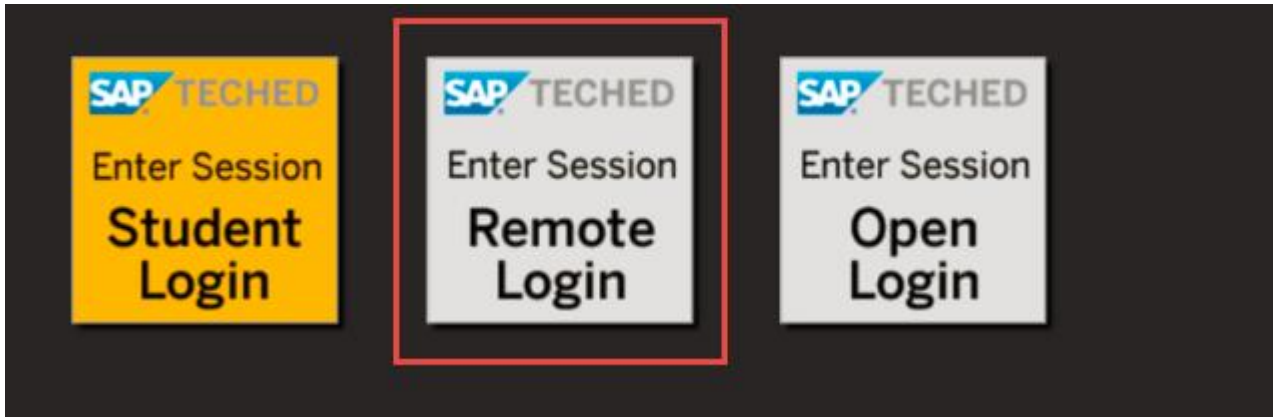 SAP TECHED
Enter Session
Student
Login
SAP TECHED
Enter Session
Remote
Login
SAP TECHED
Enter Session
Open
Login